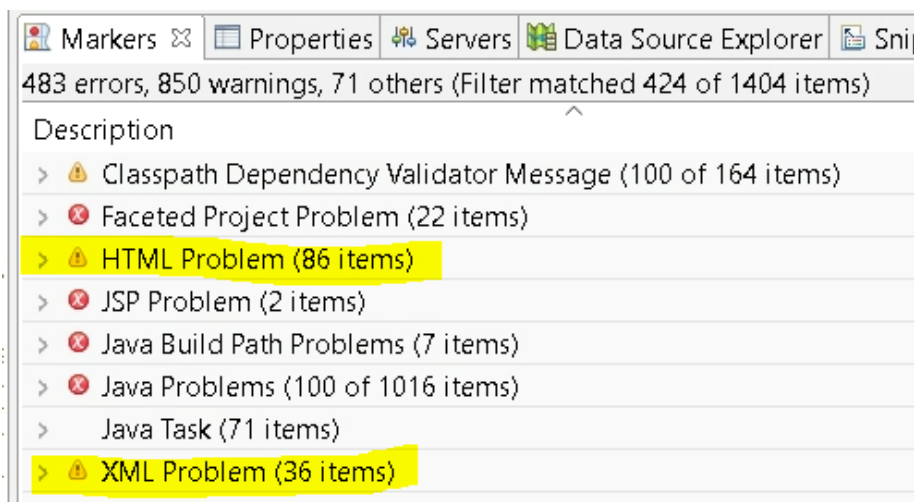 Markers Properties Servers Data Source Explorer
483 errors, 850 warnings, 71 others (Filter matched 424 of 1404 items)
Description
Classpath Dependency Validator Message (100 of 164 items)
Faceted Project Problem (22 items)
HTML Problem (86 items)
JSP Problem (2 items)
Java Build Path Problems (7 items)
Java Problems (100 of 1016 items)
Java Task (71 items)
XML Problem (36 items)